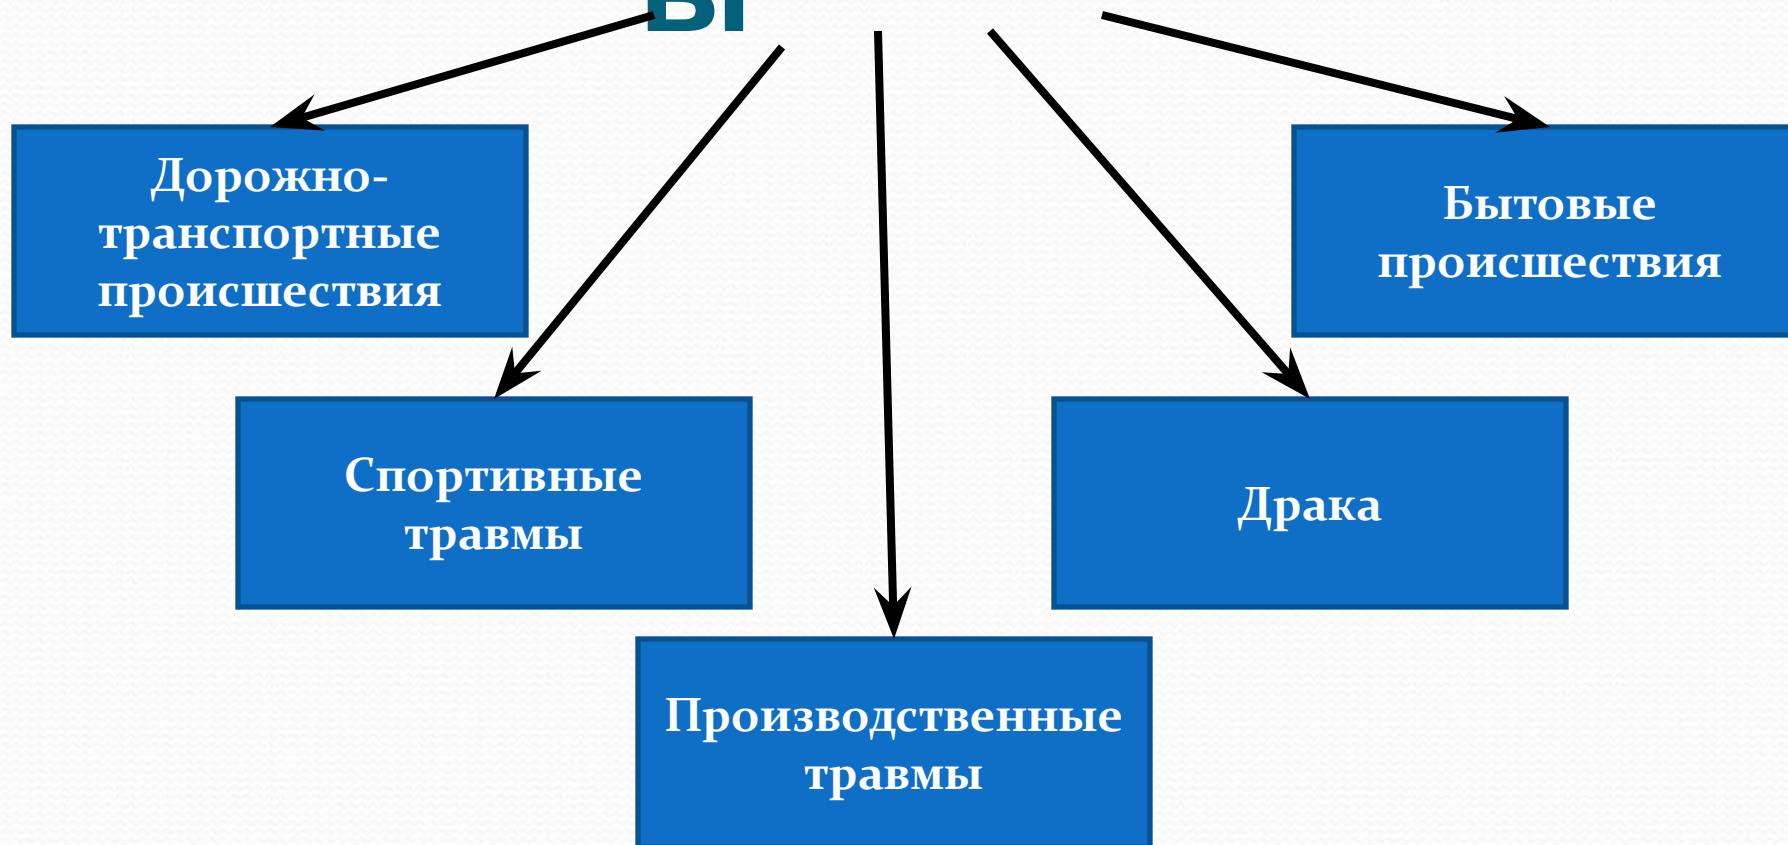 Дорожно-
транспортные
происшествия
Бытовые
происшествия
Спортивные
травмы
Драка
Производственные
травмы